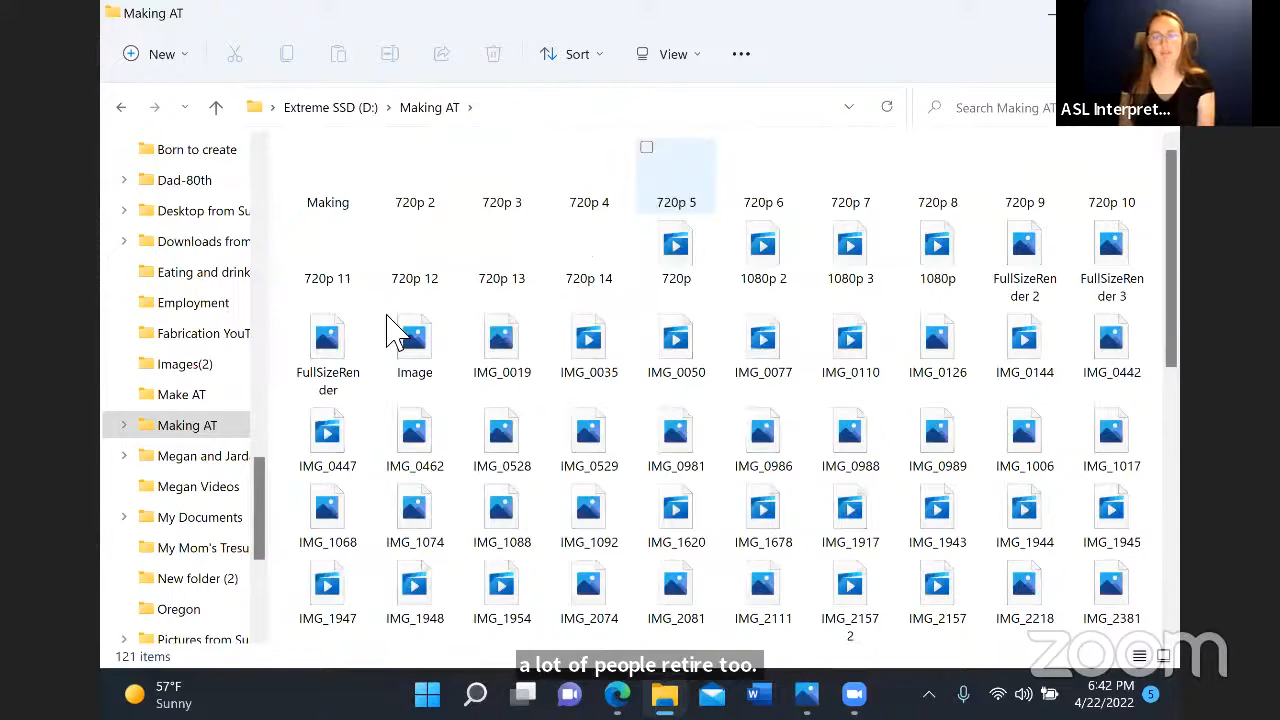 Making AT
New
Sort
View
ASL Interpret...
Extreme SSD (D:) Making AT
Search Making AT
Born to create
Dad-80th
Desktop from Su
Downloads from
Eating and drink
Employment
Fabrication YouT
Images(2)
Make AT
Making AT
Megan and Jard
Megan Videos
My Documents
My Mom's Tresu
New folder (2)
Oregon
Pictures from Su
Making 720p 2 720p 3 720p 4 720p 5 720p 6 720p 7 720p 8 720p 9 720p 10
720p 11 720p 12 720p 13 720p 14 720p 1080p 2 1080p 3 1080p FullSizeRender 2 FullSizeRender 3
FullSizeRender Image IMG_0019 IMG_0035 IMG_0050 IMG_0077 IMG_0110 IMG_0126 IMG_0144 IMG_0442
IMG_0447 IMG_0462 IMG_0528 IMG_0529 IMG_0981 IMG_0986 IMG_0988 IMG_0989 IMG_1006 IMG_1017
IMG_1068 IMG_1074 IMG_1088 IMG_1092 IMG_1620 IMG_1678 IMG_1917 IMG_1943 IMG_1944 IMG_1945
IMG_1947 IMG_1948 IMG_1954 IMG_2074 IMG_2081 IMG_2111 IMG_2157 2 IMG_2157 IMG_2218 IMG_2381
121 items
a lot of people retire too.
zoom
57°F
Sunny
6:42 PM
4/22/2022
5